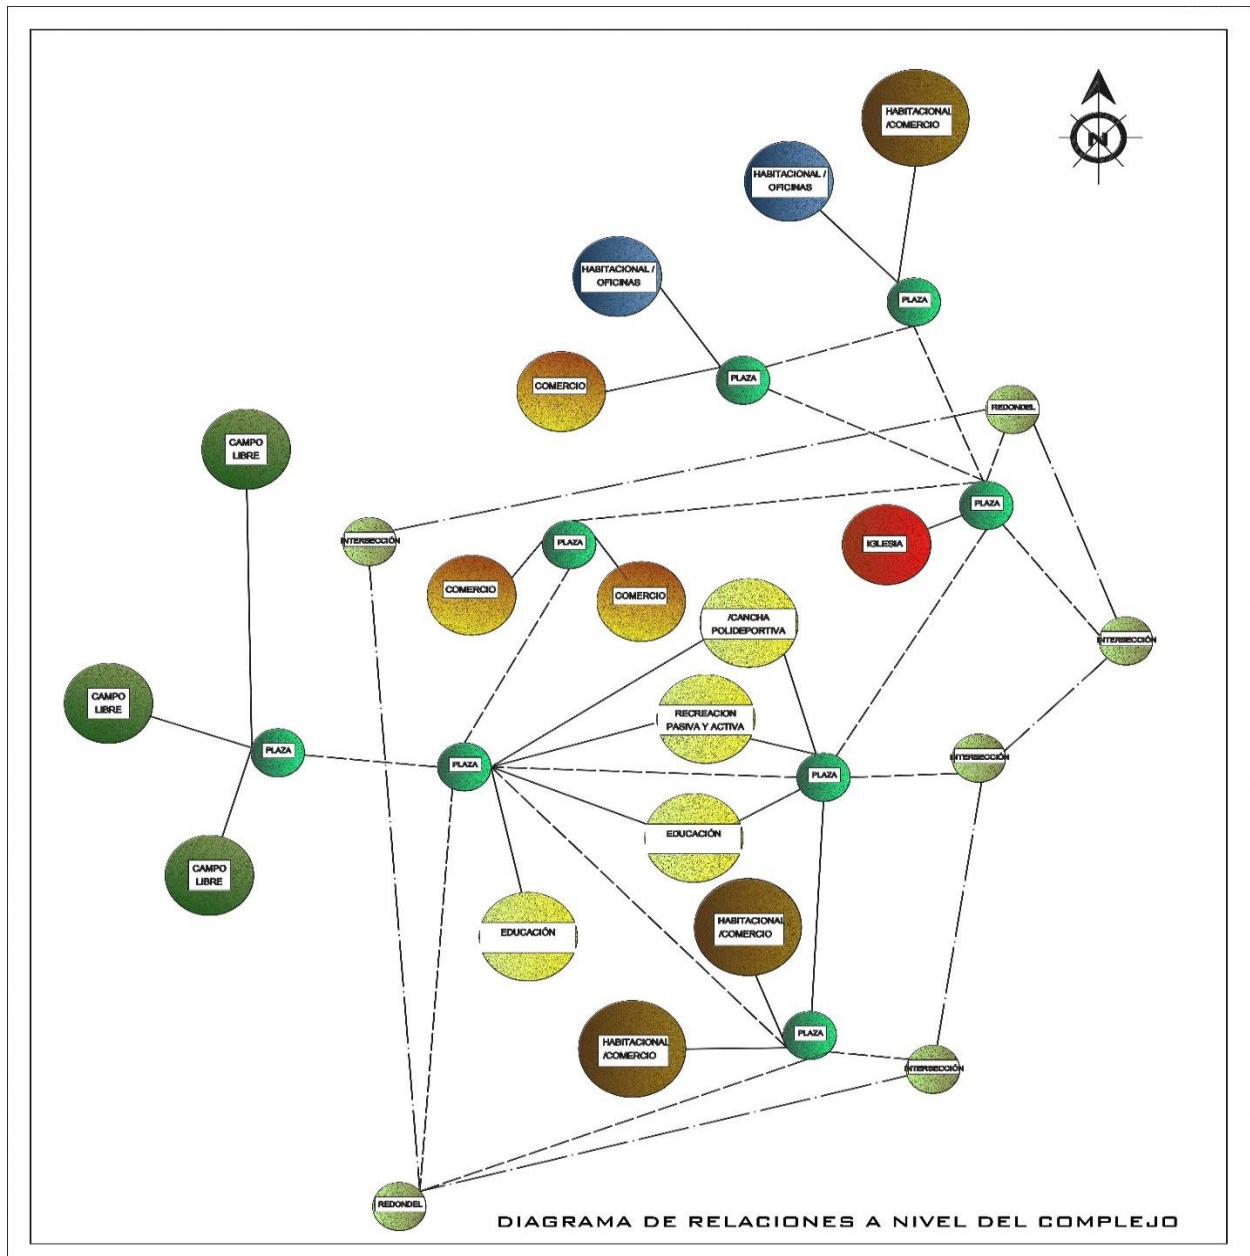 HABITACIONAL
/COMERCIO
N
HABITACIONAL /
OFICINAS
HABITACIONAL /
OFICINAS
PLAZA
PLAZA
COMERCIO
REDONDEL
CAMPO
LIBRE
PLAZA
INTERSECCIÓN
PLAZA
IGLESIA
COMERCIO
COMERCIO
/CANCHA
POLIDEPORTIVA
INTERSECCIÓN
CAMPO
LIBRE
RECREACION
PASIVA Y ACTIVA
PLAZA
PLAZA
PLAZA
INTERSECCIÓN
EDUCACIÓN
CAMPO
LIBRE
EDUCACIÓN
HABITACIONAL
/COMERCIO
HABITACIONAL
/COMERCIO
PLAZA
INTERSECCIÓN
REDONDEL
DIAGRAMA DE RELACIONES A NIVEL DEL COMPLEJO